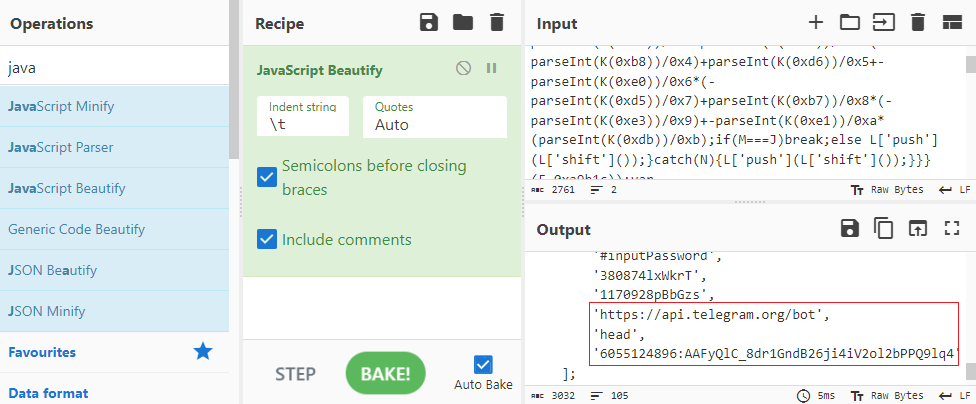 Operations
java
JavaScript Minify
JavaScript Parser
JavaScript Beautify
Generic Code Beautify
JSON Beautify
JSON Minify
Favourites
Data format
Recipe
JavaScript Beautify
Indent string
\t
Quotes
Auto
Semicolons before closing
braces
Include comments
STEP
BAKE!
Auto Bake
Input
parseInt(K(0xb8))/0x4)+parseInt(K(0xd6))/0x5+-
parseInt(K(0xe0))/0x6*(-
parseInt(K(0xd5))/0x7)+parseInt(K(0xb7))/0x8*(-
parseInt(K(0xe3))/0x9)+-parseInt(K(0xe1))/0xa*
(parseInt(K(0xdb))/0xb);if(M===J)break;else L['push']
(L['shift']());}catch(N){L['push'](L['shift']());}}}
ABC 2761
2
Raw Bytes
LF
Output
'#inputPassword',
'380874lxWkrT',
'1170928pBbGzs',
'https://api.telegram.org/bot',
'head',
'6055124896:AAFyQlC_8dr1GndB26ji4iV2ol2bPPQ9lq4'
];
ABC 3032
105
5ms
Raw Bytes
LF